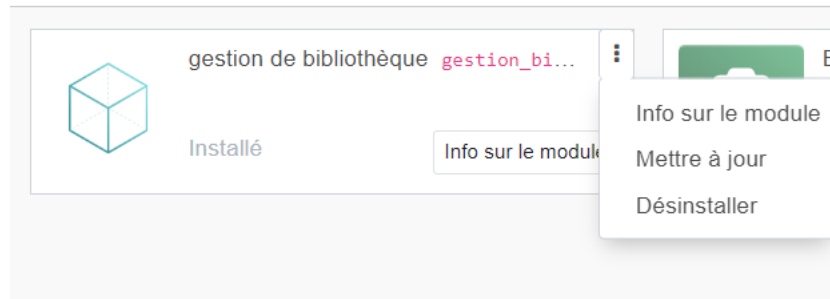 gestion de bibliothèque gestion_bi...
Info sur le module
Mettre à jour
Désinstaller
Installé
Info sur le module